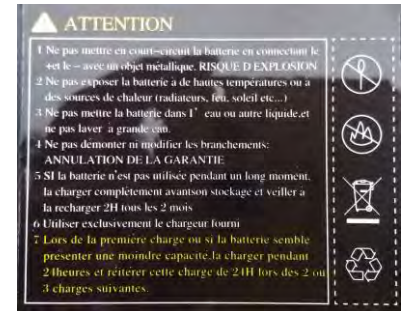 ATTENTION
1 Ne pas mettre en court-circuit la batterie en connectant le
+et le - avec un objet métallique. RISQUE D EXPLOSION
2 Ne pas exposer la batterie à de hautes températures ou à
des sources de chaleur (radiateurs, feu, soleil etc...)
3 Ne pas mettre la batterie dans l' eau ou autre liquide,et
ne pas laver à grande eau.
4 Ne pas démonter ni modifier les branchements:
ANNULATION DE LA GARANTIE
5 SI la batterie n'est pas utilisée pendant un long moment,
la charger complètement avantson stockage et veiller a
la recharger 2H tous les 2 mois
6 Utiliser exclusivement le chargeur fourni
7 Lors de la première charge ou si la batterie semble
presenter une moindre capacité,la charger pendant
24heures et réitérer cette charge de 24H lors des 2 ou
3 charges suivantes.